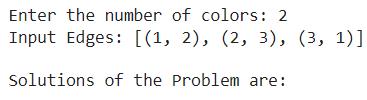 Enter the number of colors: 2
Input Edges: [(1, 2), (2, 3), (3, 1)]
Solutions of the Problem are: